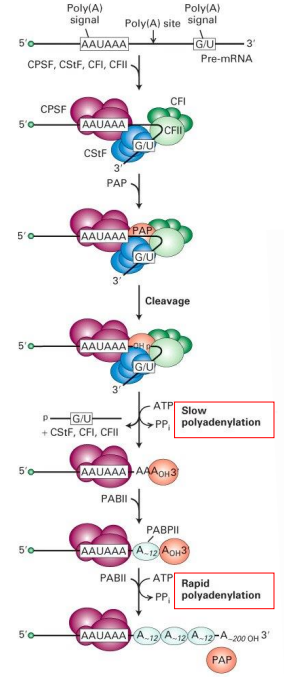 Poly(A) signal
Poly(A) site
Poly(A) signal
5' AAUAAA G/U 3'
Pre-mRNA
CPSF, CStF, CFI, CFII
CPSF
CFI
5' AAUAAA
CFII
G/U
CStF
3'
PAP
5' AAUAAA PAP
G/U
3'
Cleavage
5' AAUAAA OH p
G/U
3'
P G/U
+ CStF, CFI, CFII
ATP
PPi
Slow
polyadenylation
5' AAUAAA AAAOH3'
PABII
PABPII
5' AAUAAA A~12 AOH3'
PABII
ATP
PPi
Rapid
polyadenylation
5' AAUAAA A~12 A~12 A~12 A~200 OH 3'
PAP